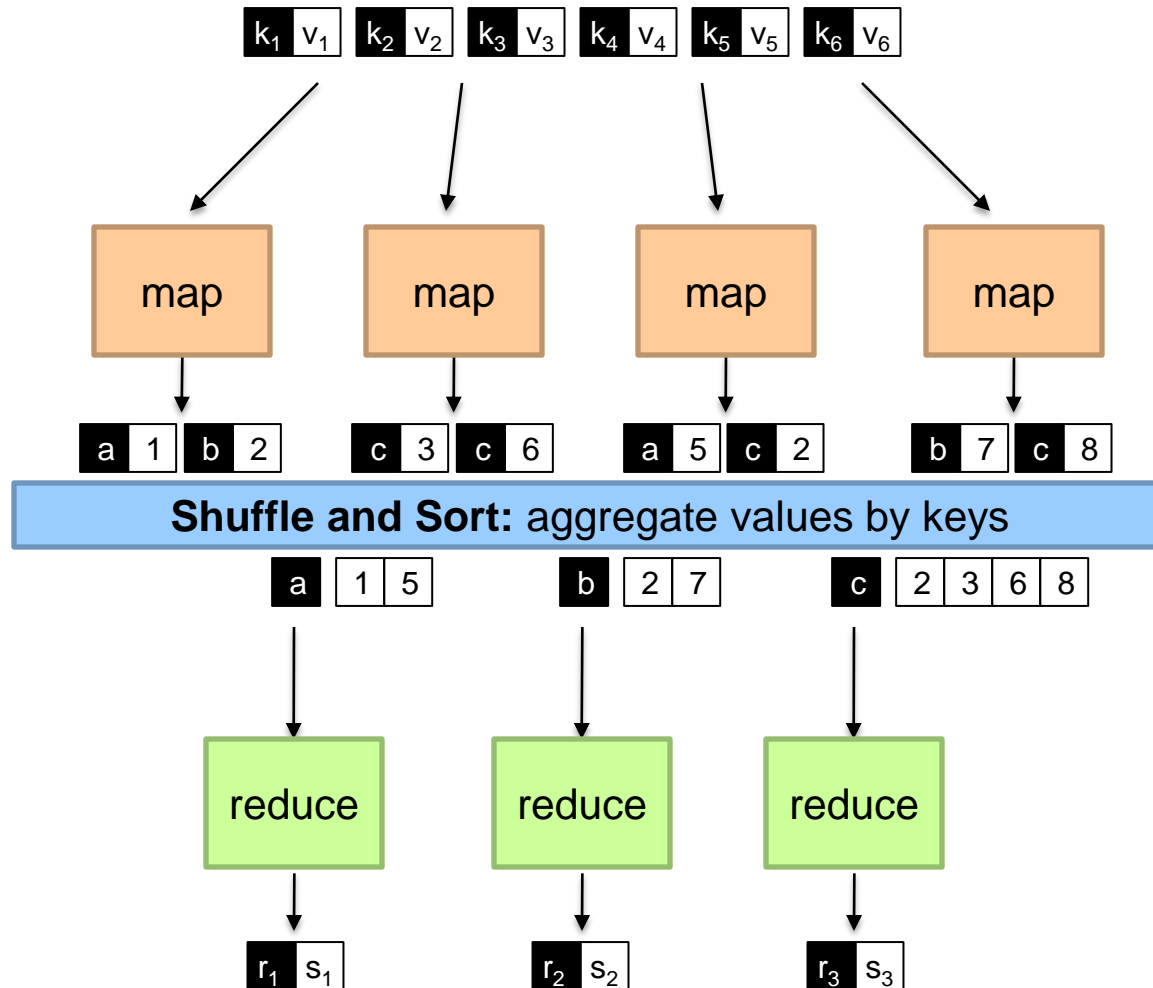 k₁ v₁ k₂ v₂ k₃ v₃ k₄ v₄ k₅ v₅ k₆ v₆
map map map map
a 1 b 2 c 3 c 6 a 5 c 2 b 7 c 8
Shuffle and Sort: aggregate values by keys
a 1 5 b 2 7 c 2 3 6 8
reduce reduce reduce
r₁ s₁ r₂ s₂ r₃ s₃